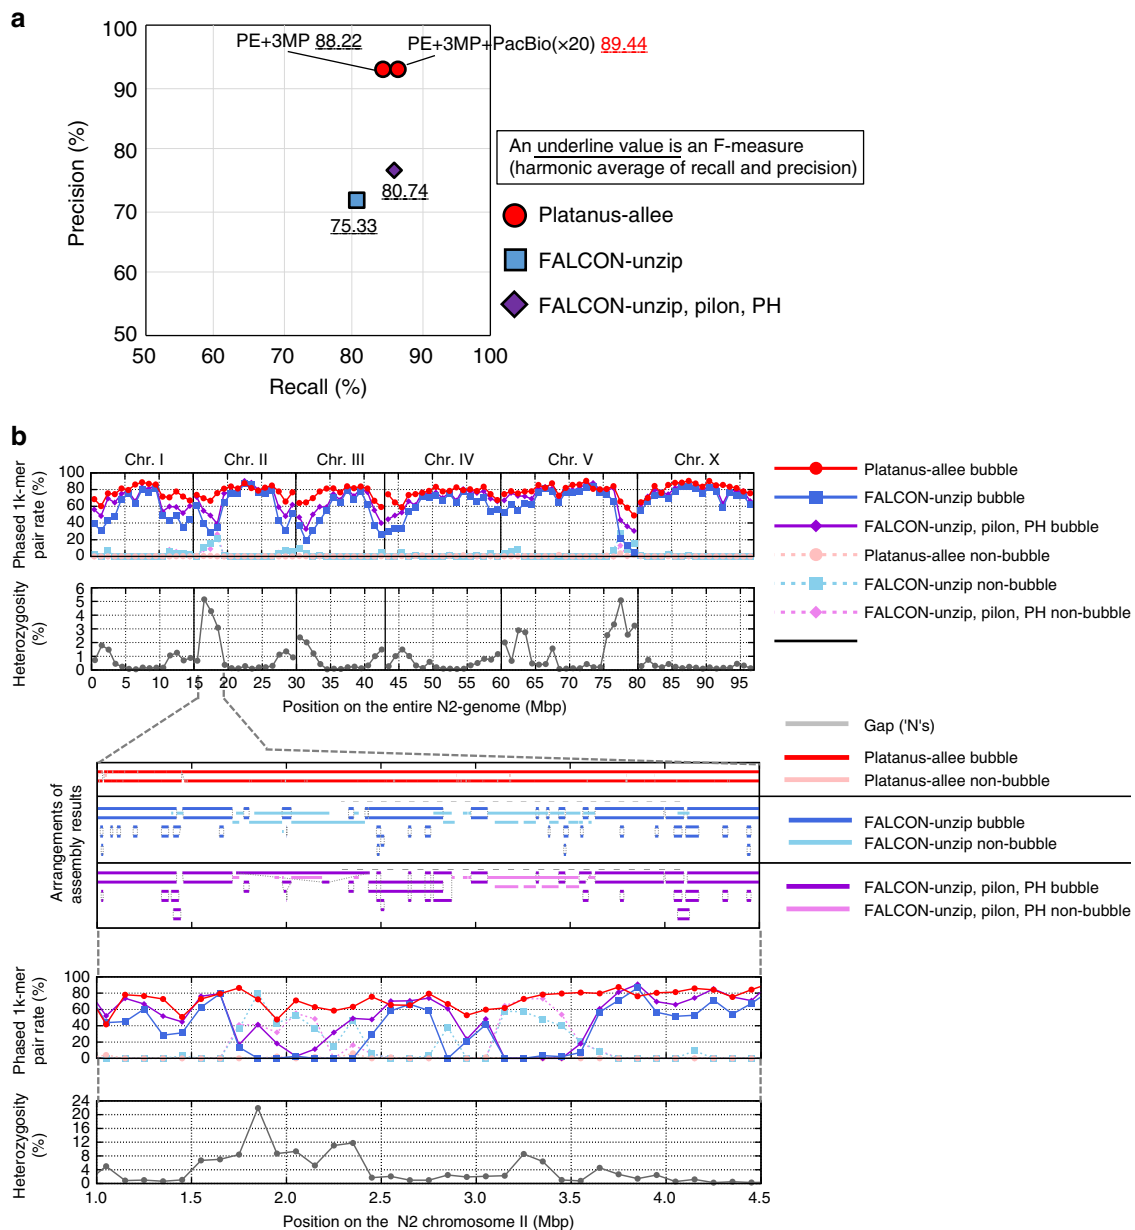 a
100
90
80
70
60
50
Precision (%)
PE+3MP 88.22
PE+3MP+PacBio(×20) 89.44
80.74
75.33
50 60 70 80 90 100
Recall (%)
An underline value is an F-measure
(harmonic average of recall and precision)
Platanus-allee
FALCON-unzip
FALCON-unzip, pilon, PH
b
Chr. I Chr. II Chr. III Chr. IV Chr. V Chr. X
Phased 1k-mer
pair rate (%)
100
80
60
40
20
0
Platanus-allee bubble
FALCON-unzip bubble
FALCON-unzip, pilon, PH bubble
Platanus-allee non-bubble
FALCON-unzip non-bubble
FALCON-unzip, pilon, PH non-bubble
Heterozygosity
(%)
6
5
4
3
2
1
0
0 5 10 15 20 25 30 35 40 45 50 55 60 65 70 75 80 85 90 95
Position on the entire N2-genome (Mbp)
Arrangements of
assembly results
Gap ('N's)
Platanus-allee bubble
Platanus-allee non-bubble
FALCON-unzip bubble
FALCON-unzip non-bubble
FALCON-unzip, pilon, PH bubble
FALCON-unzip, pilon, PH non-bubble
Phased 1k-mer
pair rate (%)
100
80
60
40
20
0
Heterozygosity
(%)
24
20
16
12
8
4
0
1.0 1.5 2.0 2.5 3.0 3.5 4.0 4.5
Position on the N2 chromosome II (Mbp)